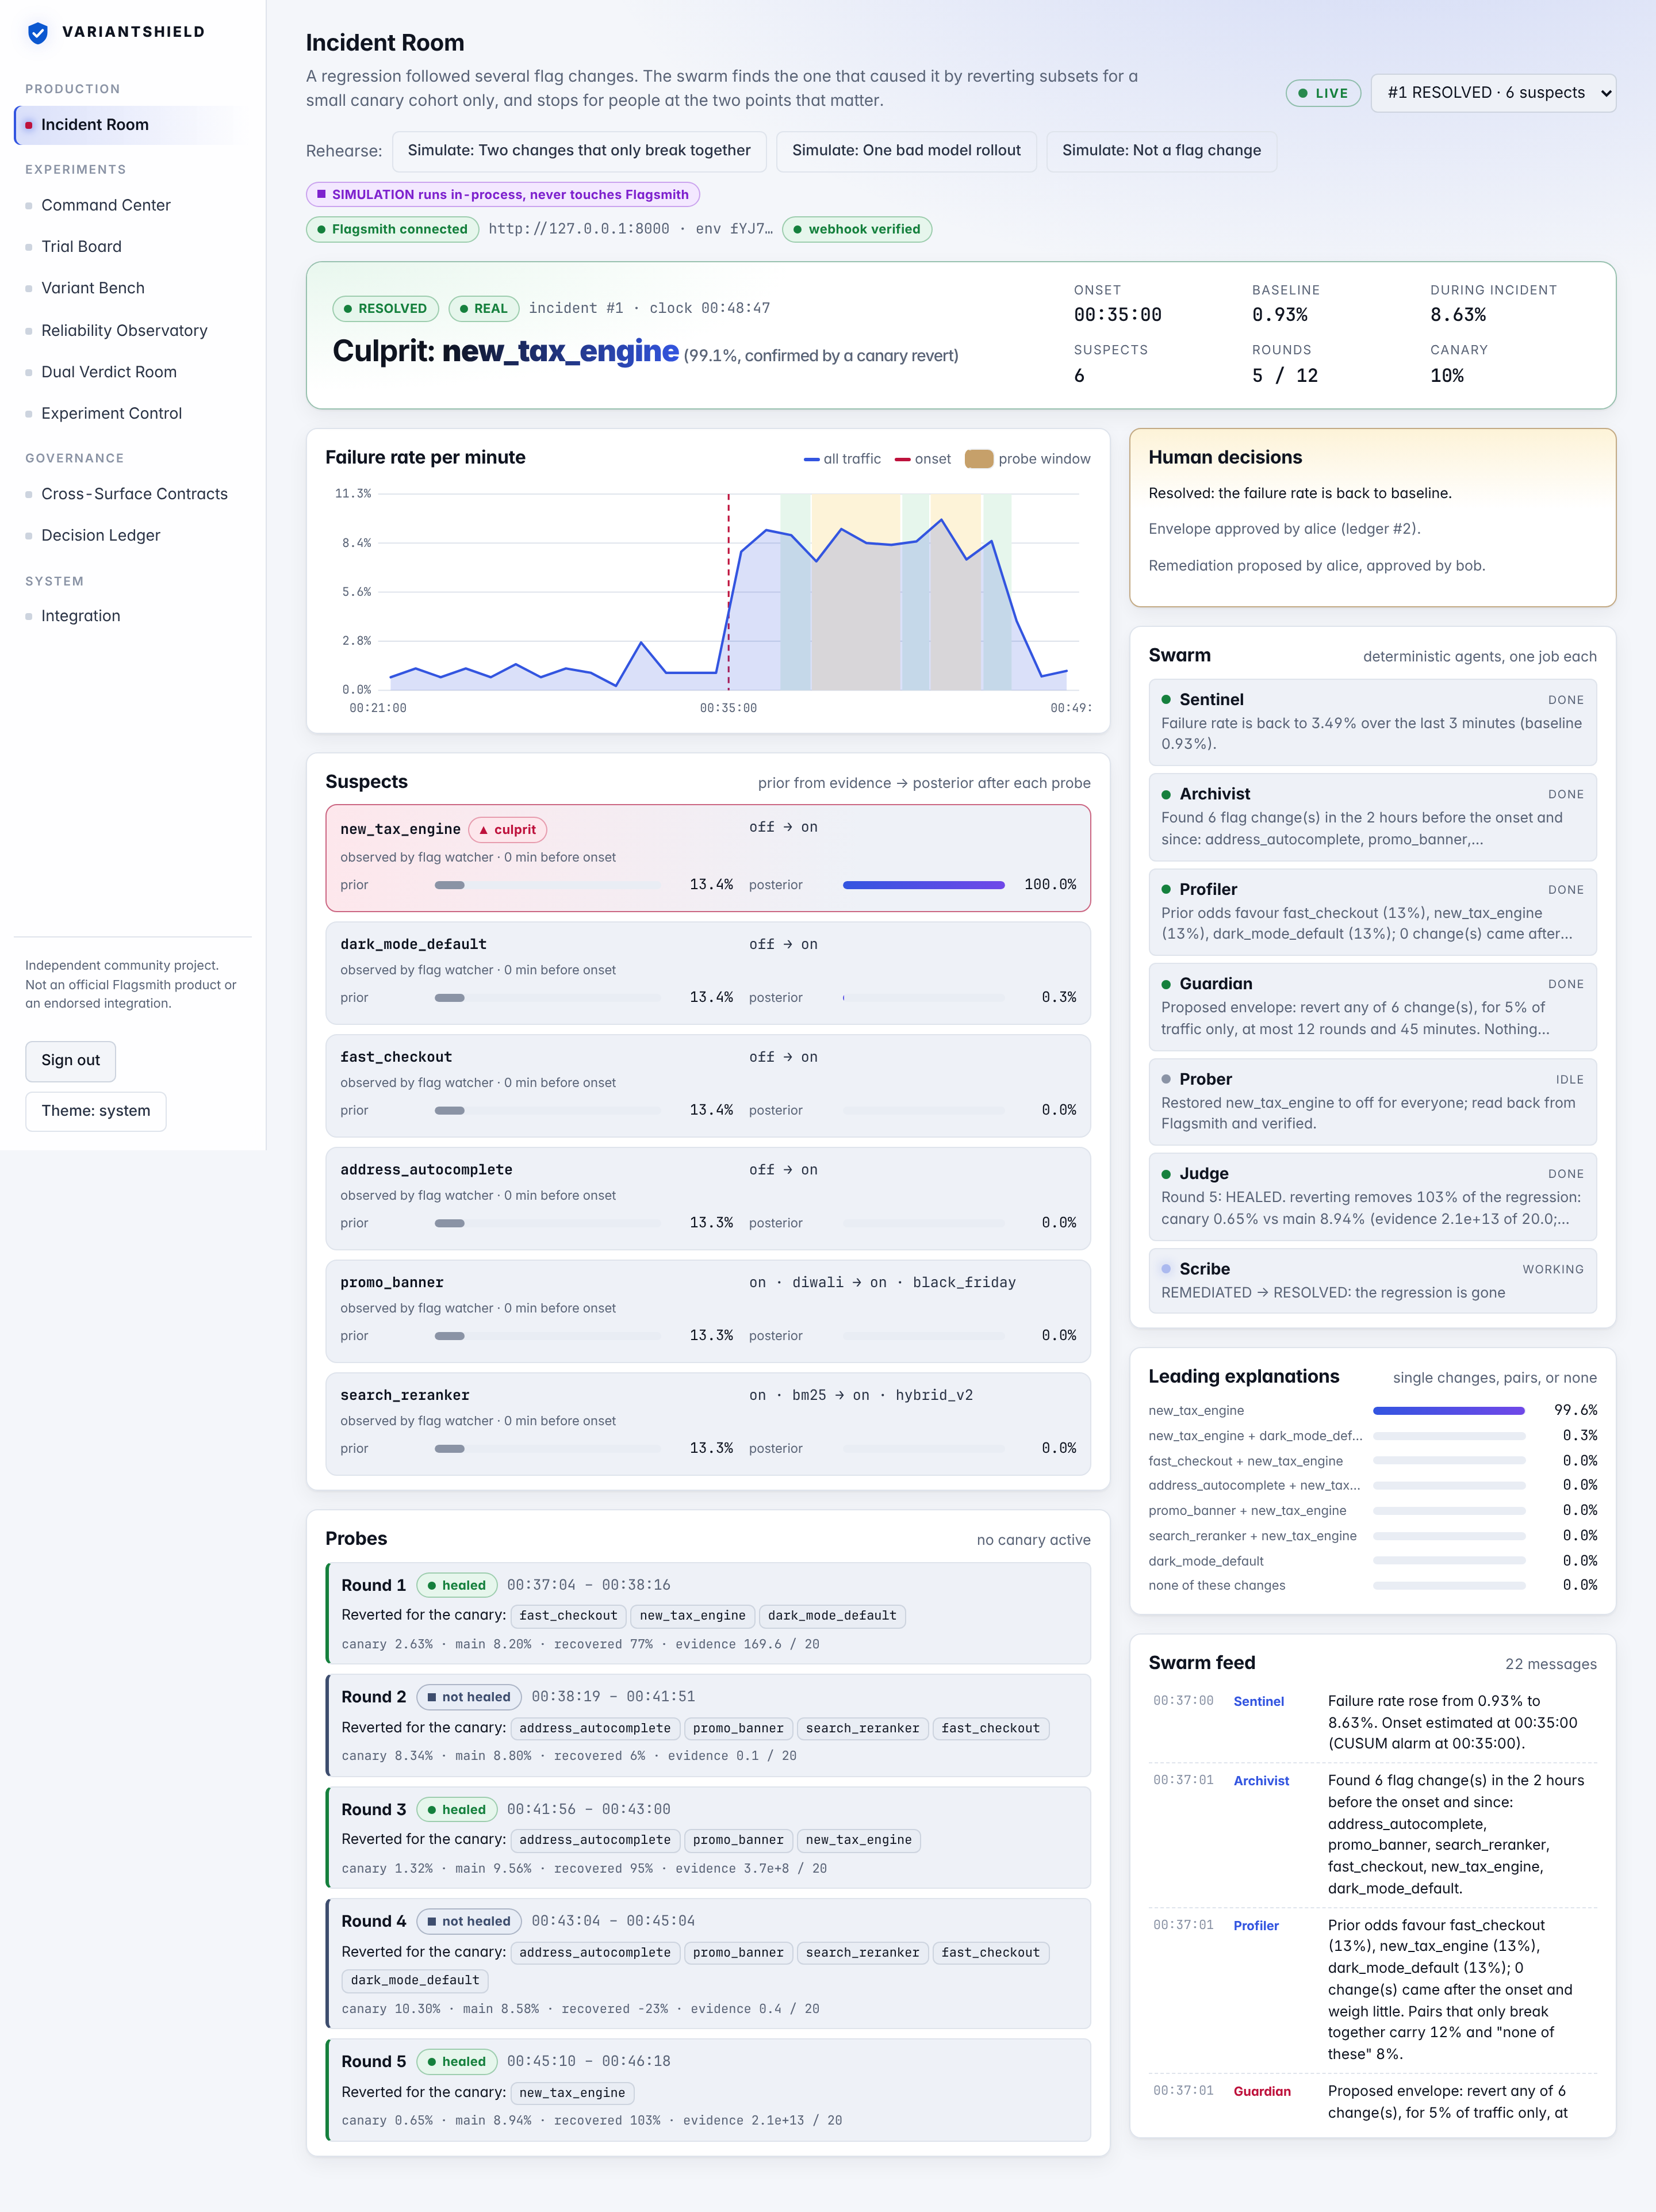 VARIANTSHIELD
PRODUCTION
Incident Room
EXPERIMENTS
Command Center
Trial Board
Variant Bench
Reliability Observatory
Dual Verdict Room
Experiment Control
GOVERNANCE
Cross-Surface Contracts
Decision Ledger
SYSTEM
Integration
Independent community project.
Not an official Flagsmith product or
an endorsed integration.
Sign out
Theme: system
Incident Room
A regression followed several flag changes. The swarm finds the one that caused it by reverting subsets for a
small canary cohort only, and stops for people at the two points that matter.
LIVE
#1 RESOLVED · 6 suspects
Rehearse: Simulate: Two changes that only break together Simulate: One bad model rollout Simulate: Not a flag change
SIMULATION runs in-process, never touches Flagsmith
Flagsmith connected http://127.0.0.1:8000 · env fYJ7… webhook verified
RESOLVED REAL incident #1 · clock 00:48:47
Culprit: new_tax_engine (99.1%, confirmed by a canary revert)
ONSET BASELINE DURING INCIDENT
00:35:00 0.93% 8.63%
SUSPECTS ROUNDS CANARY
6 5 / 12 10%
Failure rate per minute
all traffic onset probe window
11.3%
8.4%
5.6%
2.8%
0.0%
00:21:00 00:35:00 00:49:
Suspects prior from evidence → posterior after each probe
new_tax_engine ▲ culprit off → on
observed by flag watcher · 0 min before onset
prior 13.4% posterior 100.0%
dark_mode_default off → on
observed by flag watcher · 0 min before onset
prior 13.4% posterior 0.3%
fast_checkout off → on
observed by flag watcher · 0 min before onset
prior 13.4% posterior 0.0%
address_autocomplete off → on
observed by flag watcher · 0 min before onset
prior 13.3% posterior 0.0%
promo_banner on · diwali → on · black_friday
observed by flag watcher · 0 min before onset
prior 13.3% posterior 0.0%
search_reranker on · bm25 → on · hybrid_v2
observed by flag watcher · 0 min before onset
prior 13.3% posterior 0.0%
Probes no canary active
Round 1 healed 00:37:04 – 00:38:16
Reverted for the canary: fast_checkout new_tax_engine dark_mode_default
canary 2.63% · main 8.20% · recovered 77% · evidence 169.6 / 20
Round 2 not healed 00:38:19 – 00:41:51
Reverted for the canary: address_autocomplete promo_banner search_reranker fast_checkout
canary 8.34% · main 8.80% · recovered 6% · evidence 0.1 / 20
Round 3 healed 00:41:56 – 00:43:00
Reverted for the canary: address_autocomplete promo_banner new_tax_engine
canary 1.32% · main 9.56% · recovered 95% · evidence 3.7e+8 / 20
Round 4 not healed 00:43:04 – 00:45:04
Reverted for the canary: address_autocomplete promo_banner search_reranker fast_checkout
dark_mode_default
canary 10.30% · main 8.58% · recovered -23% · evidence 0.4 / 20
Round 5 healed 00:45:10 – 00:46:18
Reverted for the canary: new_tax_engine
canary 0.65% · main 8.94% · recovered 103% · evidence 2.1e+13 / 20
Human decisions
Resolved: the failure rate is back to baseline.
Envelope approved by alice (ledger #2).
Remediation proposed by alice, approved by bob.
Swarm deterministic agents, one job each
Sentinel DONE
Failure rate is back to 3.49% over the last 3 minutes (baseline
0.93%).
Archivist DONE
Found 6 flag change(s) in the 2 hours before the onset and
since: address_autocomplete, promo_banner,…
Profiler DONE
Prior odds favour fast_checkout (13%), new_tax_engine
(13%), dark_mode_default (13%); 0 change(s) came after…
Guardian DONE
Proposed envelope: revert any of 6 change(s), for 5% of
traffic only, at most 12 rounds and 45 minutes. Nothing…
Prober IDLE
Restored new_tax_engine to off for everyone; read back from
Flagsmith and verified.
Judge DONE
Round 5: HEALED. reverting removes 103% of the regression:
canary 0.65% vs main 8.94% (evidence 2.1e+13 of 20.0;…
Scribe WORKING
REMEDIATED → RESOLVED: the regression is gone
Leading explanations single changes, pairs, or none
new_tax_engine 99.6%
new_tax_engine + dark_mode_def… 0.3%
fast_checkout + new_tax_engine 0.0%
address_autocomplete + new_tax… 0.0%
promo_banner + new_tax_engine 0.0%
search_reranker + new_tax_engine 0.0%
dark_mode_default 0.0%
none of these changes 0.0%
Swarm feed 22 messages
00:37:00 Sentinel Failure rate rose from 0.93% to
8.63%. Onset estimated at 00:35:00
(CUSUM alarm at 00:35:00).
00:37:01 Archivist Found 6 flag change(s) in the 2 hours
before the onset and since:
address_autocomplete,
promo_banner, search_reranker,
fast_checkout, new_tax_engine,
dark_mode_default.
00:37:01 Profiler Prior odds favour fast_checkout
(13%), new_tax_engine (13%),
dark_mode_default (13%); 0
change(s) came after the onset and
weigh little. Pairs that only break
together carry 12% and "none of
these" 8%.
00:37:01 Guardian Proposed envelope: revert any of 6
change(s), for 5% of traffic only, at